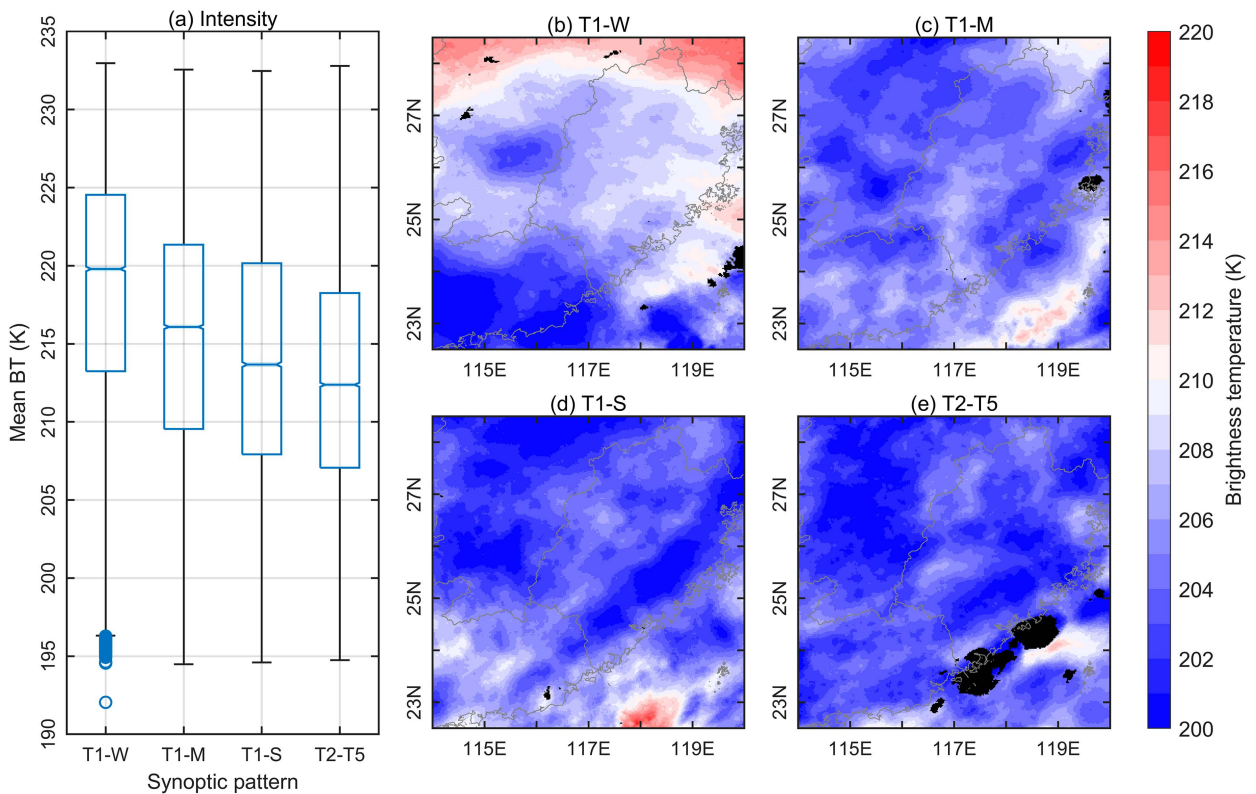 (a) Intensity
Mean BT (K)
235
230
225
220
215
210
205
200
195
190
T1-W T1-M T1-S T2-T5
Synoptic pattern
(b) T1-W
27N
25N
23N
115E 117E 119E
(c) T1-M
27N
25N
23N
115E 117E 119E
(d) T1-S
27N
25N
23N
115E 117E 119E
(e) T2-T5
27N
25N
23N
115E 117E 119E
220
218
216
214
212
210
208
206
204
202
200
Brightness temperature (K)